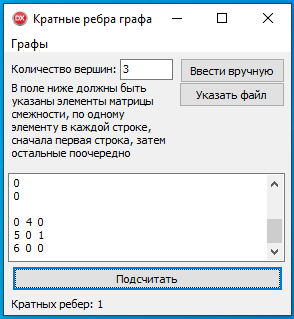 DX Кратные ребра графа
Графы
Количество вершин: 3
Ввести вручную
Указать файл
В поле ниже должны быть
указаны элементы матрицы
смежности, по одному
элементу в каждой строке,
сначала первая строка, затем
остальные поочередно
0
0
0 4 0
5 0 1
6 0 0
Подсчитать
Кратных ребер: 1